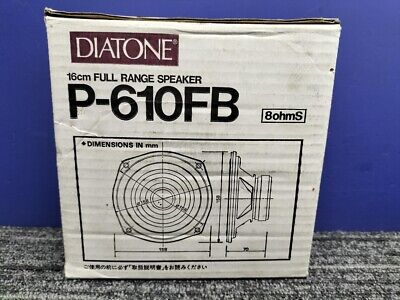 DIATONE®
16cm FULL RANGE SPEAKER
P-610FB
8ohmS
◆DIMENSIONS IN mm
70
ご使用の前に必ず「取扱説明書」をお読みください